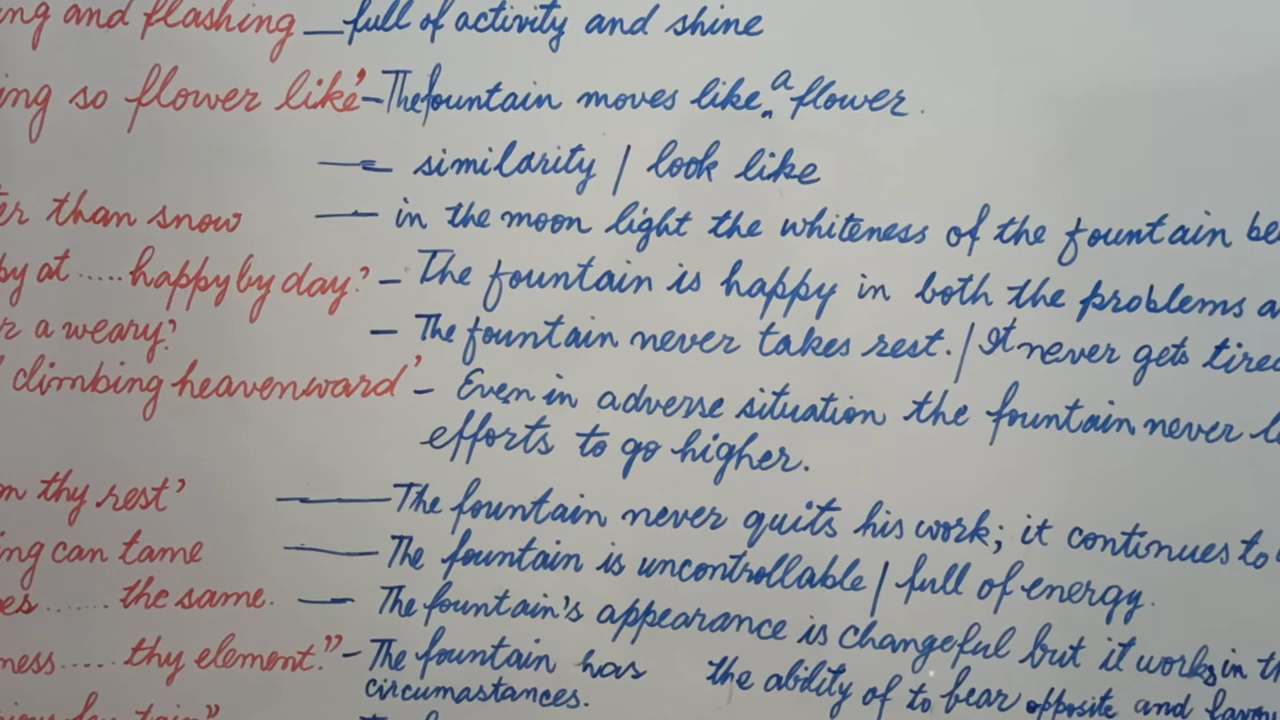 ing and flashing — full of activity and shine
ing so flower like' - The fountain moves like a flower.
— similarity / look like
er than snow — in the moon light the whiteness of the fountain be
py at ..... happy by day?' - The fountain is happy in both the problems a
r a weary? - The fountain never takes rest. / It never gets tired
climbing heavenward' - Even in adverse situation the fountain never
efforts to go higher.
n thy rest' — The fountain never quits his work; it continues to
ing can tame — The fountain is uncontrollable / full of energy.
es ....... the same. — The fountain's appearance is changeful but it works in th
ness ..... thy element." - The fountain has the ability of to bear opposite and
circumastances.